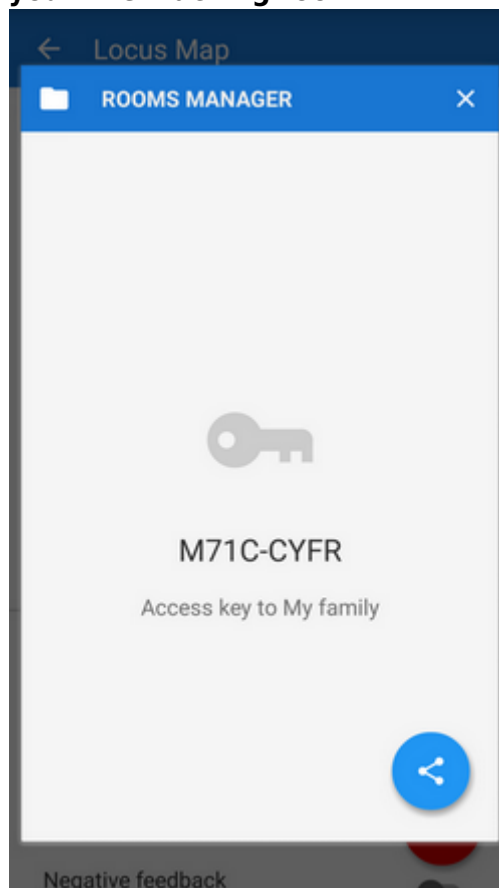 Locus Map
ROOMS MANAGER
M71C-CYFR
Access key to My family
Negative feedback